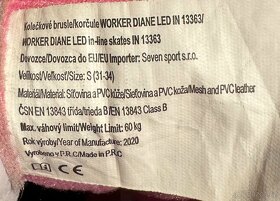 Kolečkové brusle/korčule WORKER DIANE LED IN 13363/
WORKER DIANE LED in-line skates IN 13363
Dovozce/Dovozca do EU/EU Importer: Seven sport s.r.o.
Velikost/Veľkosť/Size: S (31-34)
Materiál/Materiál: Síťovina a PVC kůže/Sieťovina a PVC koža/Mesh and PVC leather
ČSN EN 13843 třída/trieda B/EN 13843 Class B
Max. váhový limit/Weight Limit: 60 kg
Rok výroby/Year of Manufacture: 2020
Vyrobeno v P.R.C/Made in P.R.C.
CE